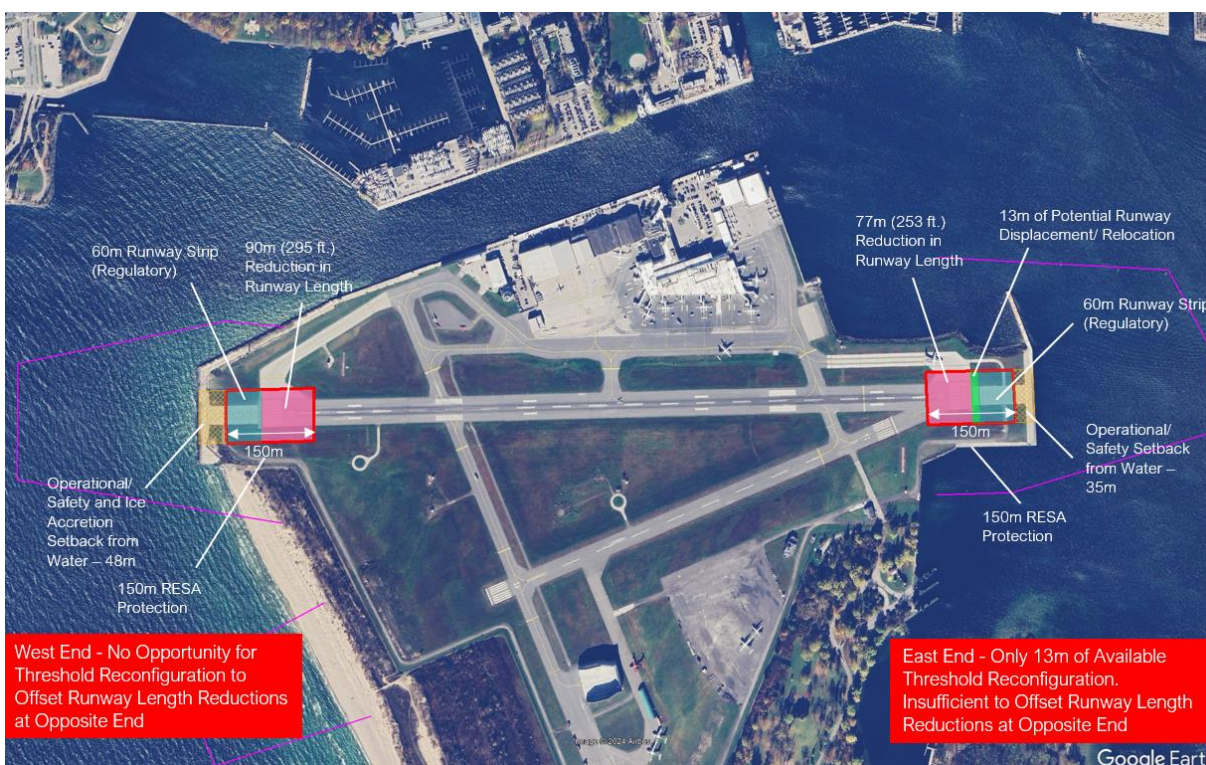 60m Runway Strip
(Regulatory)
90m (295 ft.)
Reduction in
Runway Length
77m (253 ft.)
Reduction in
Runway Length
13m of Potential Runway
Displacement/ Relocation
60m Runway Strip
(Regulatory)
150m
150m
Operational/
Safety and Ice
Accretion
Setback from
Water – 48m
150m RESA
Protection
Operational/
Safety Setback
from Water –
35m
150m RESA
Protection
West End - No Opportunity for
Threshold Reconfiguration to
Offset Runway Length Reductions
at Opposite End
East End - Only 13m of Available
Threshold Reconfiguration.
Insufficient to Offset Runway Length
Reductions at Opposite End
Image © 2024 Airbus
Google Eart